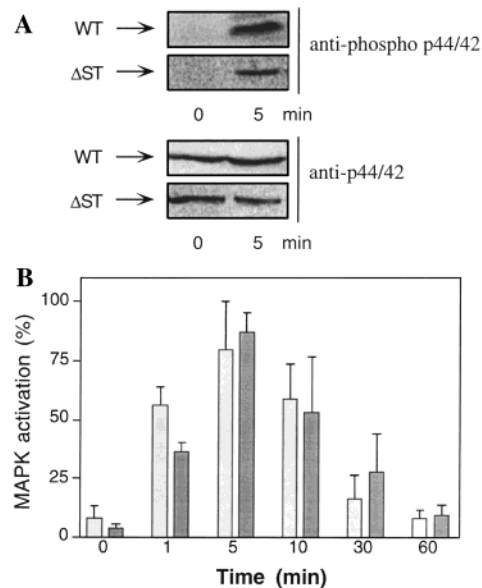 A
WT
anti-phospho p44/42
ΔST
0 5 min
WT
anti-p44/42
ΔST
0 5 min
B
100
75
50
25
0
MAPK activation (%)
0 1 5 10 30 60
Time (min)